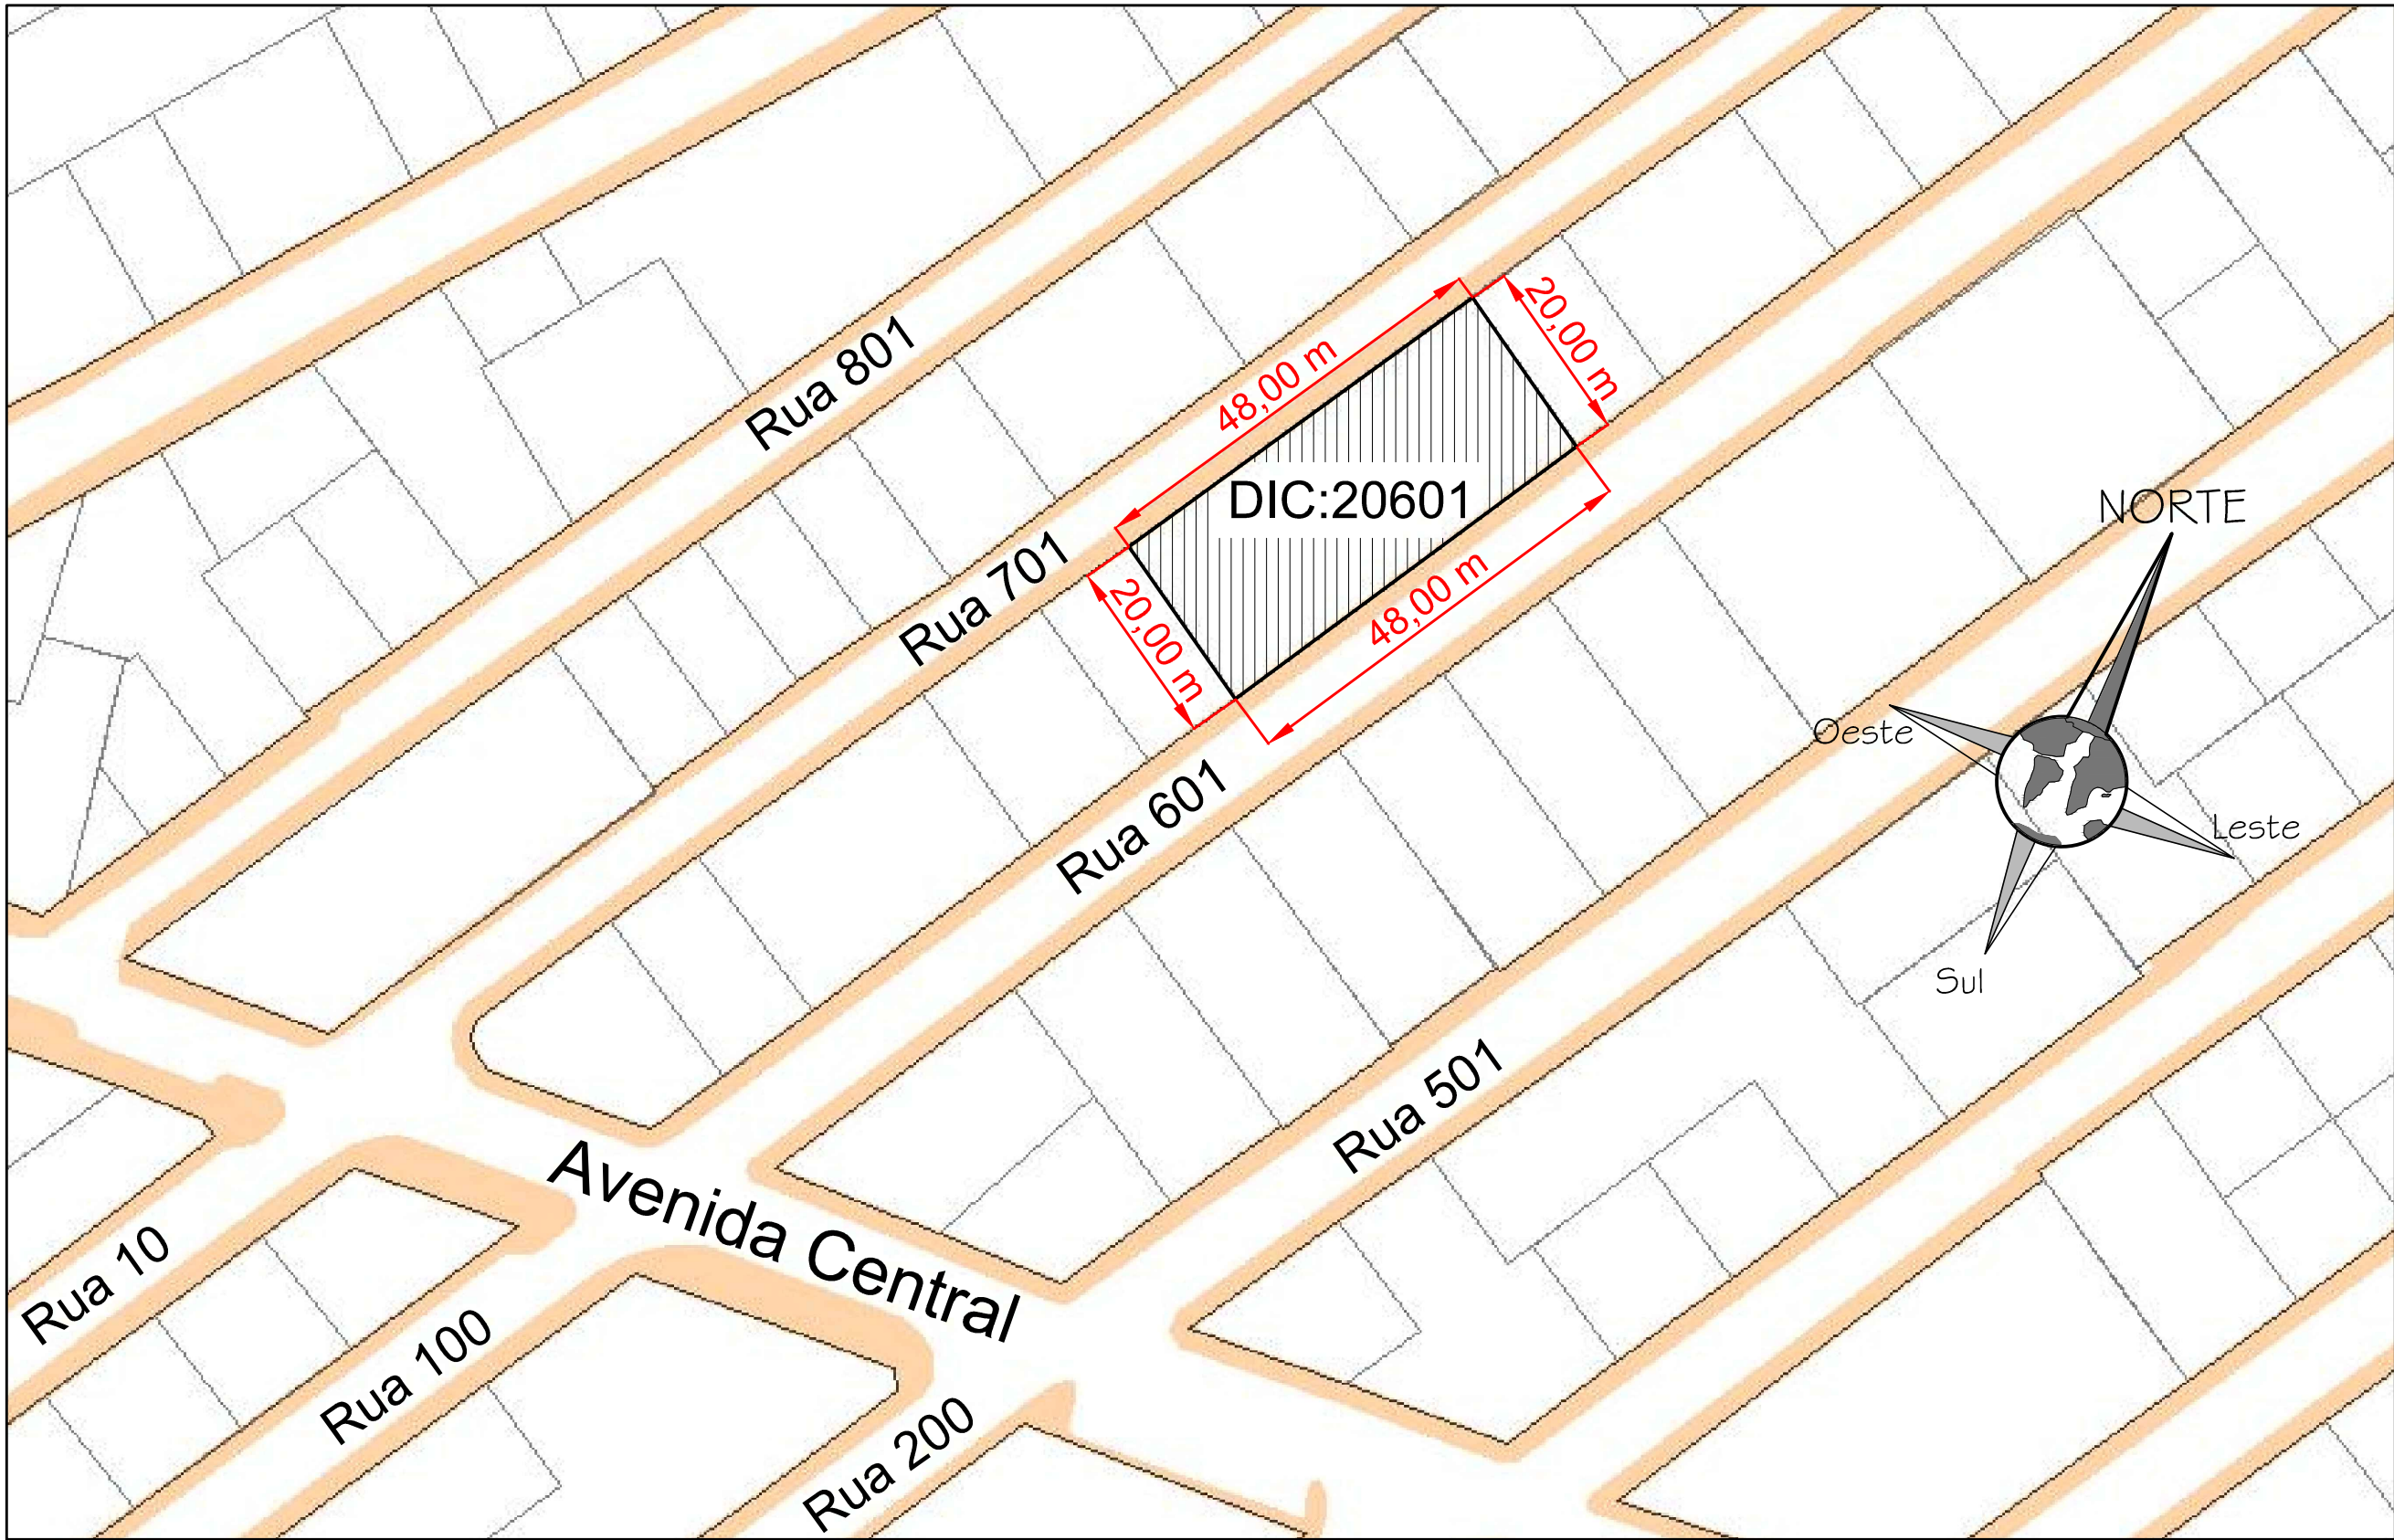 20,00 m
Rua 801
48,00 m
DIC:20601
NORTE
Rua 701
20,00 m
48,00 m
Oeste
Rua 601
Leste
Sul
Rua 501
Avenida Central
Rua 10
Rua 100
Rua 200